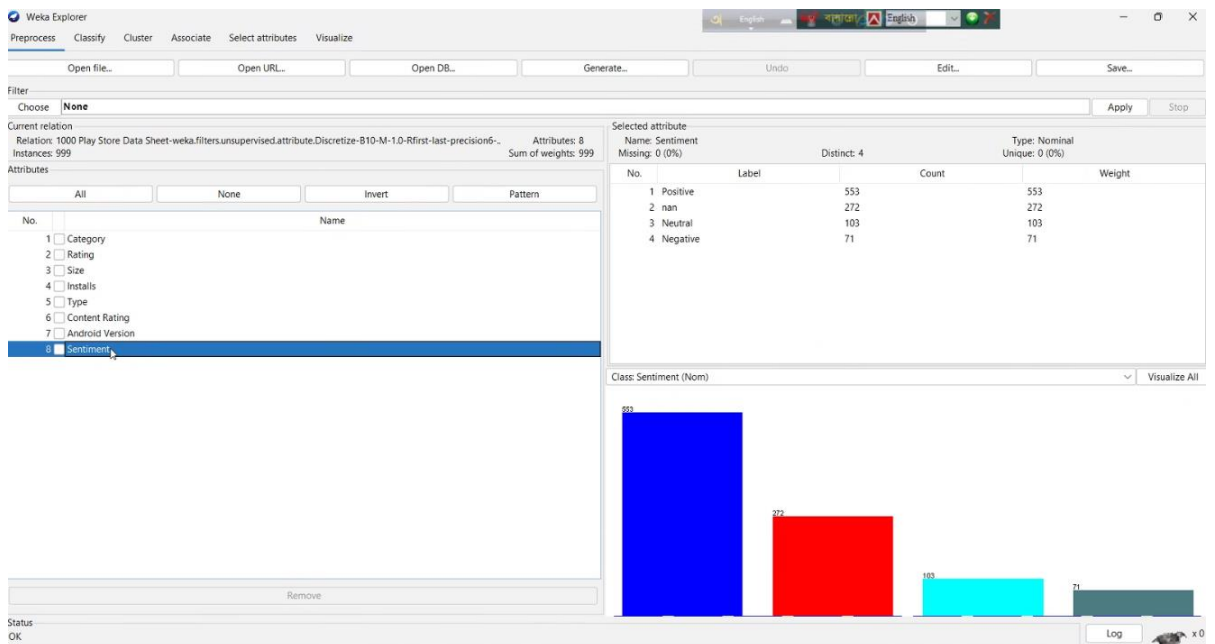 Weka Explorer
English
English
Preprocess Classify Cluster Associate Select attributes Visualize
Open file... Open URL... Open DB... Generate... Undo Edit... Save...
Filter
Choose None Apply Stop
Current relation
Relation: 1000 Play Store Data Sheet-weka.filters.unsupervised.attribute.Discretize-B10-M-1.0-Rfirst-last-precision6-.. Attributes: 8
Instances: 999 Sum of weights: 999
Attributes
All None Invert Pattern
No. Name
1 Category
2 Rating
3 Size
4 Installs
5 Type
6 Content Rating
7 Android Version
8 Sentiment
Remove
Selected attribute
Name: Sentiment Type: Nominal
Missing: 0 (0%) Distinct: 4 Unique: 0 (0%)
No. Label Count Weight
1 Positive 553 553
2 nan 272 272
3 Neutral 103 103
4 Negative 71 71
Class: Sentiment (Nom) Visualize All
553
272
103
71
Status
OK
Log x 0